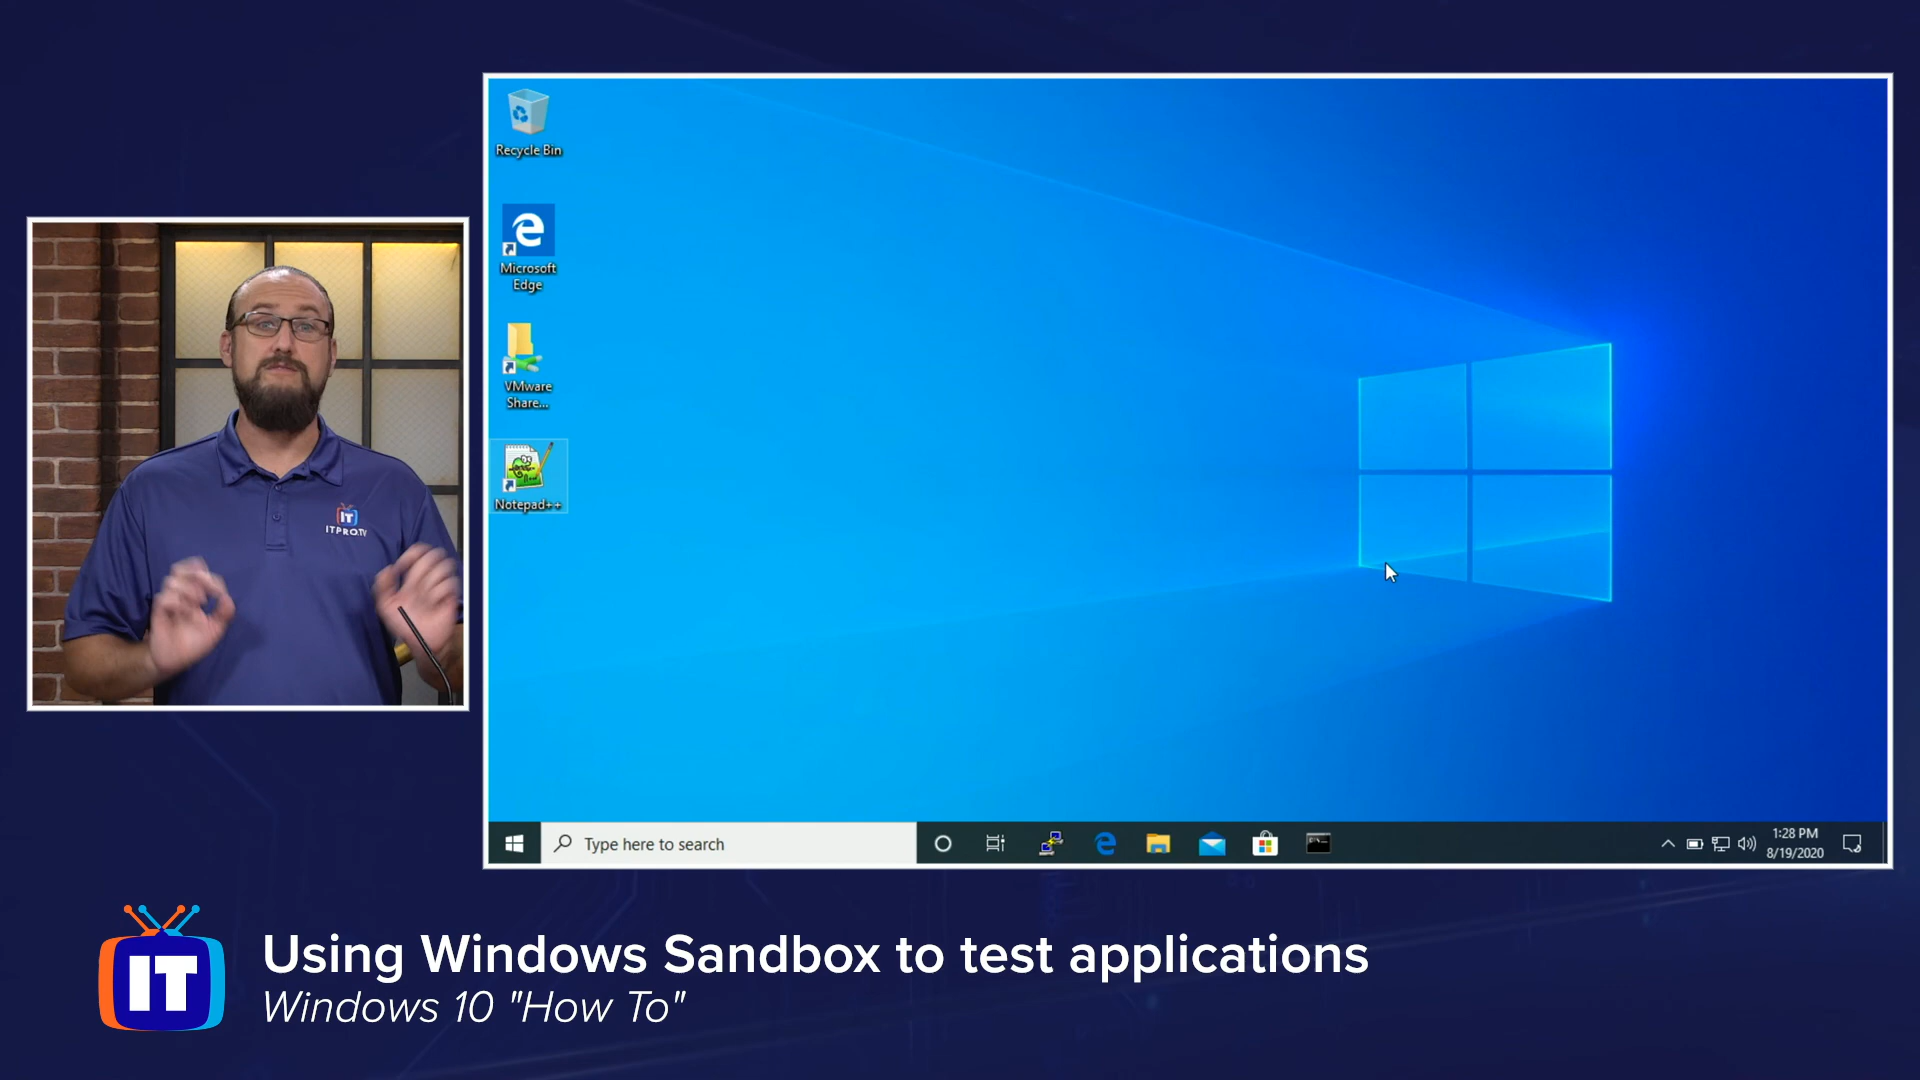 Recycle Bin
Microsoft
Edge
VMware
Share...
Notepad++
IT
ITPRO.TV
Type here to search
1:28 PM
8/19/2020
IT
Using Windows Sandbox to test applications
Windows 10 "How To"